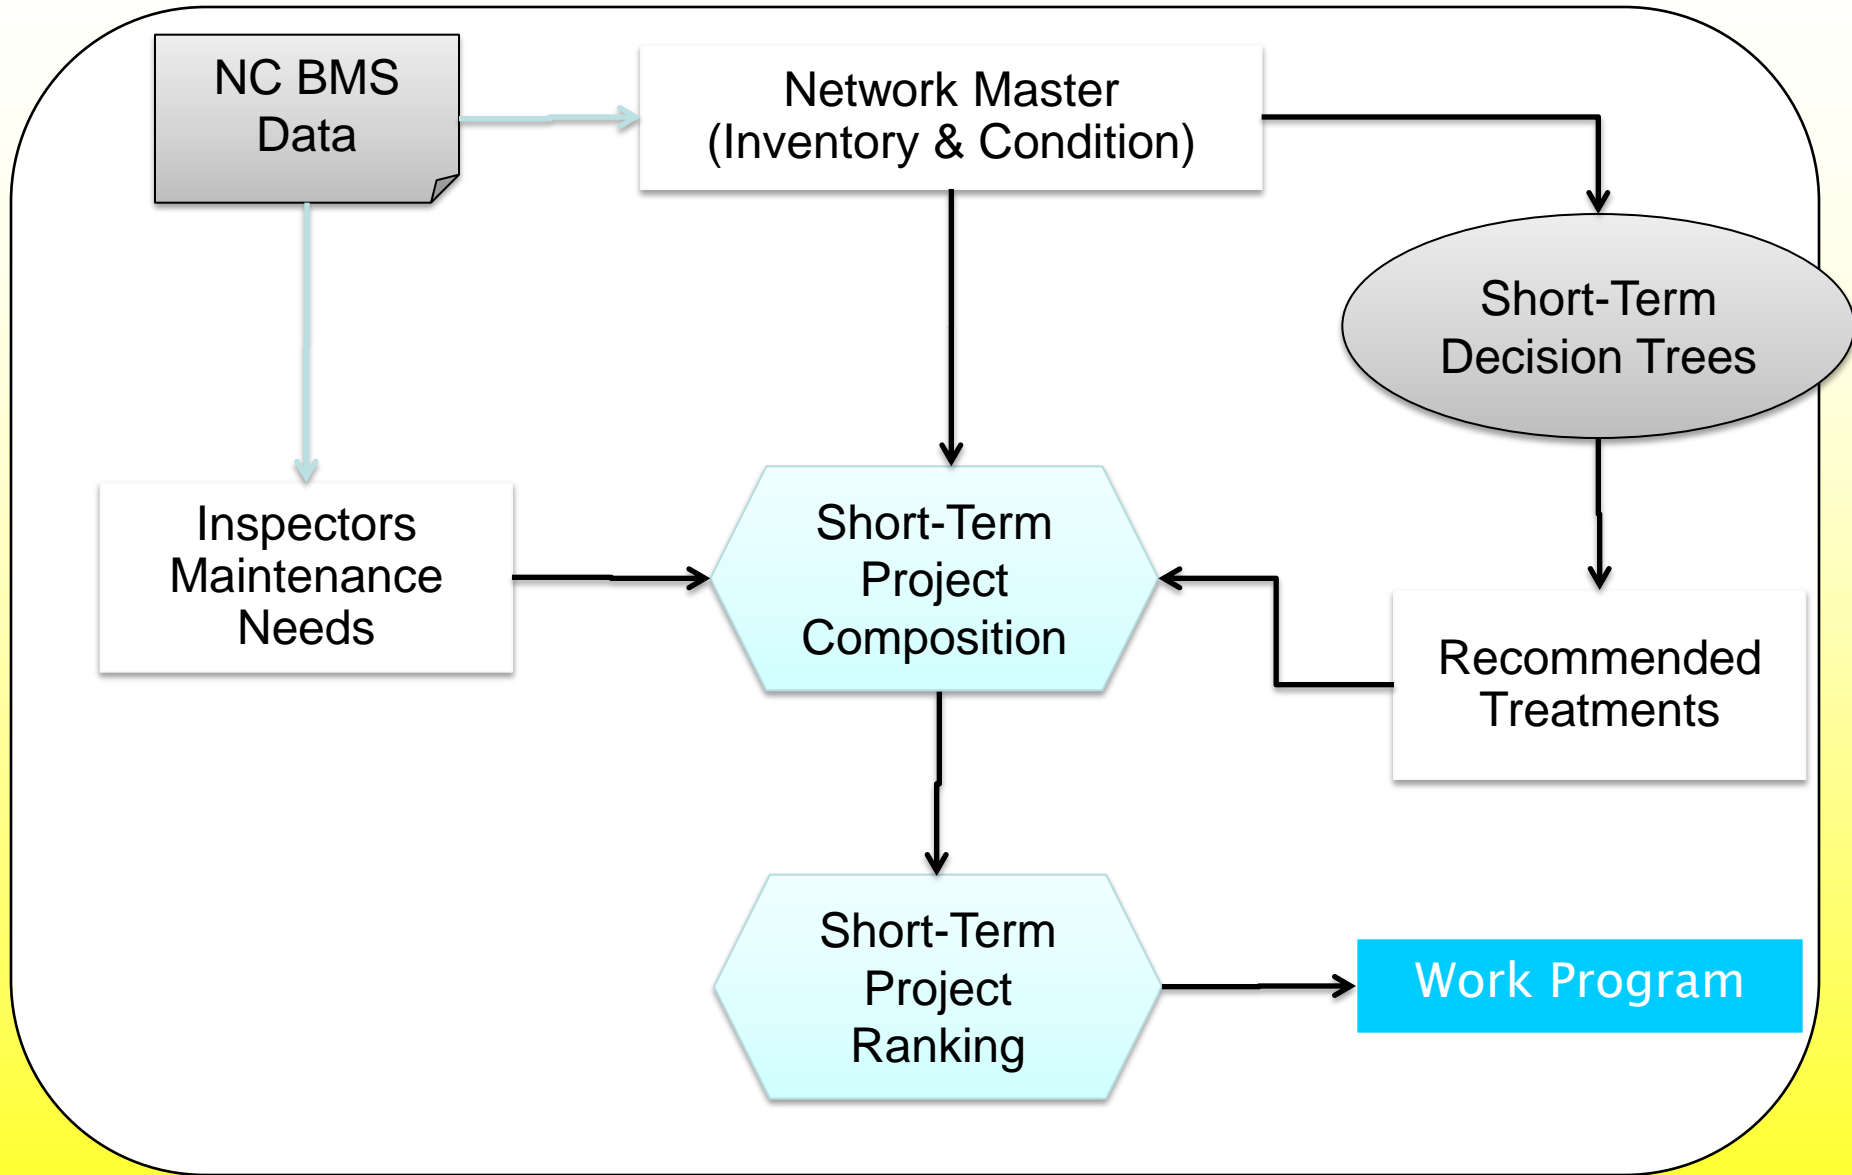 NC BMS
Data
Network Master
(Inventory & Condition)
Short-Term
Decision Trees
Inspectors
Maintenance
Needs
Short-Term
Project
Composition
Recommended
Treatments
Short-Term
Project
Ranking
Work Program